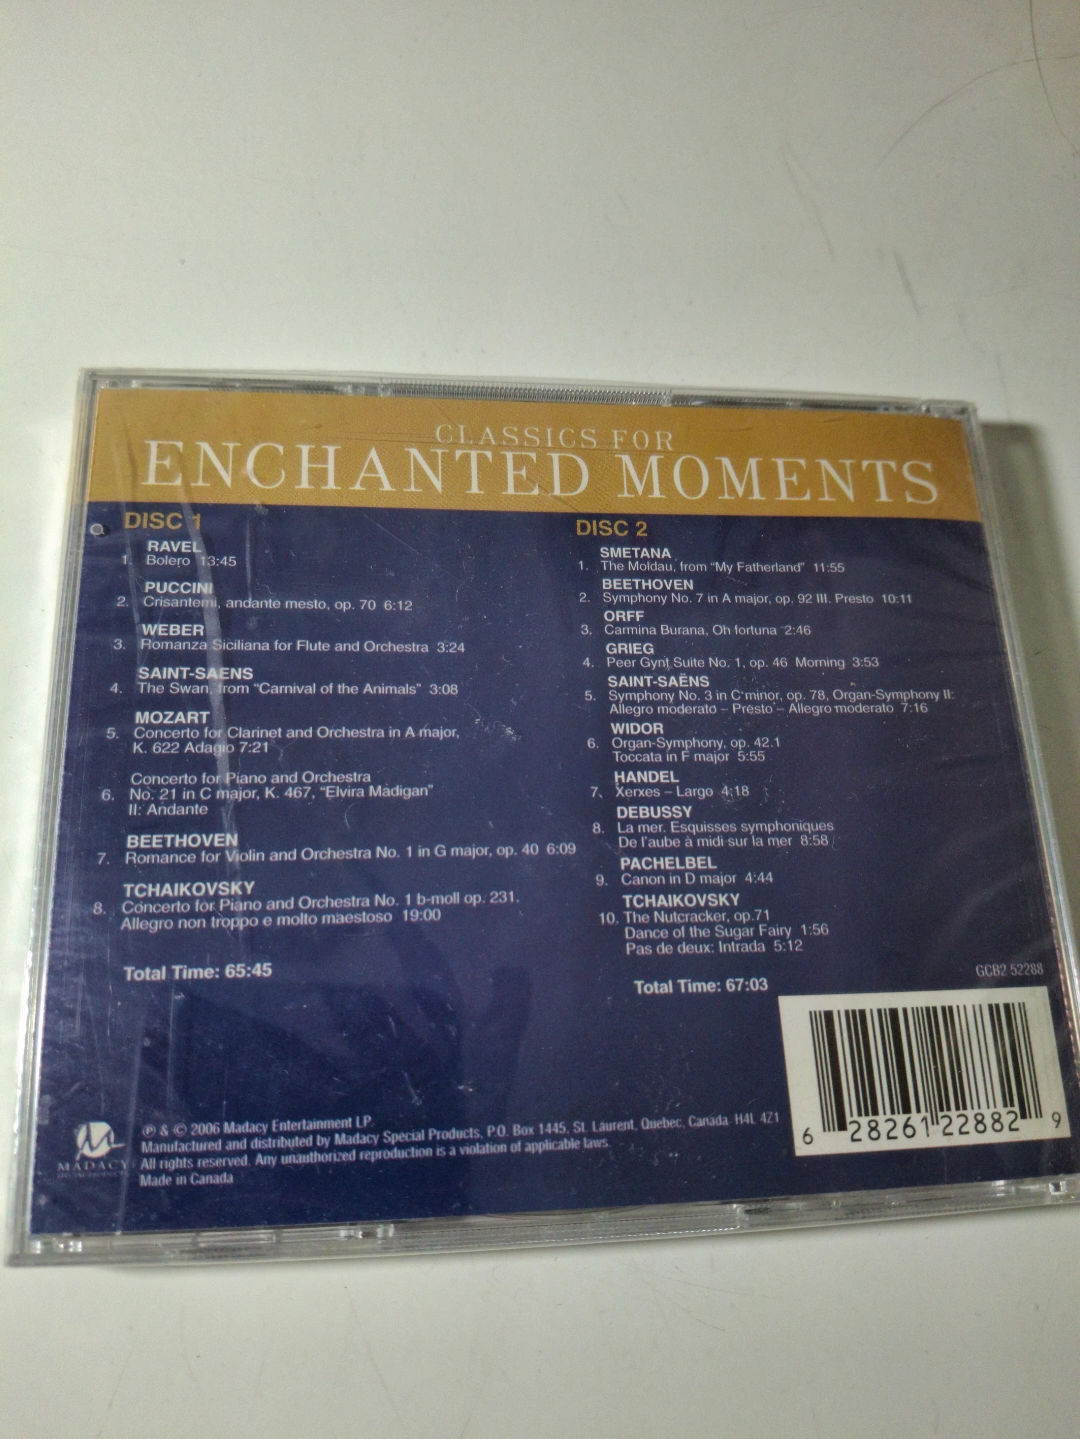 CLASSICS FOR
ENCHANTED MOMENTS
DISC 1
RAVEL
1. Bolero 13:45
PUCCINI
2. Crisantemi, andante mesto, op. 70 6:12
WEBER
3. Romanza Siciliana for Flute and Orchestra 3:24
SAINT-SAENS
4. The Swan, from "Carnival of the Animals" 3:08
MOZART
5. Concerto for Clarinet and Orchestra in A major,
K. 622 Adagio 7:21
Concerto for Piano and Orchestra
6. No. 21 in C major, K. 467, "Elvira Madigan"
II: Andante
BEETHOVEN
7. Romance for Violin and Orchestra No. 1 in G major, op. 40 6:09
TCHAIKOVSKY
8. Concerto for Piano and Orchestra No. 1 b-moll op. 231.
Allegro non troppo e molto maestoso 19:00
Total Time: 65:45
DISC 2
SMETANA
1. The Moldau, from "My Fatherland" 11:55
BEETHOVEN
2. Symphony No. 7 in A major, op. 92 III. Presto 10:11
ORFF
3. Carmina Burana, Oh fortuna 2:46
GRIEG
4. Peer Gynt Suite No. 1, op. 46 Morning 3:53
SAINT-SAËNS
5. Symphony No. 3 in C minor, op. 78, Organ-Symphony II:
Allegro moderato – Presto – Allegro moderato 7:16
WIDOR
6. Organ-Symphony, op. 42.1
Toccata in F major 5:55
HANDEL
7. Xerxes – Largo 4:18
DEBUSSY
8. La mer. Esquisses symphoniques
De l'aube à midi sur la mer 8:58
PACHELBEL
9. Canon in D major 4:44
TCHAIKOVSKY
10. The Nutcracker, op.71
Dance of the Sugar Fairy 1:56
Pas de deux: Intrada 5:12
Total Time: 67:03
GCB2 52288
6 28261 22882 9
MADACY
℗ & © 2006 Madacy Entertainment LP.
Manufactured and distributed by Madacy Special Products, P.O. Box 1445, St. Laurent, Quebec, Canada H4L 4Z1
All rights reserved. Any unauthorized reproduction is a violation of applicable laws.
Made in Canada